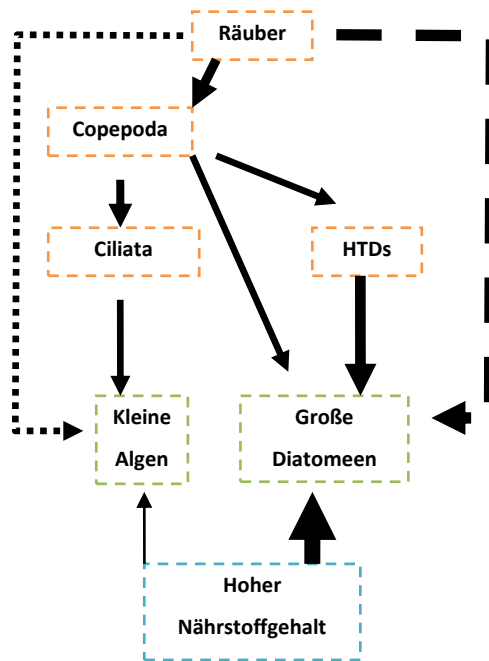 Räuber
Copepoda
Ciliata
HTDs
Kleine
Algen
Große
Diatomeen
Hoher
Nährstoffgehalt